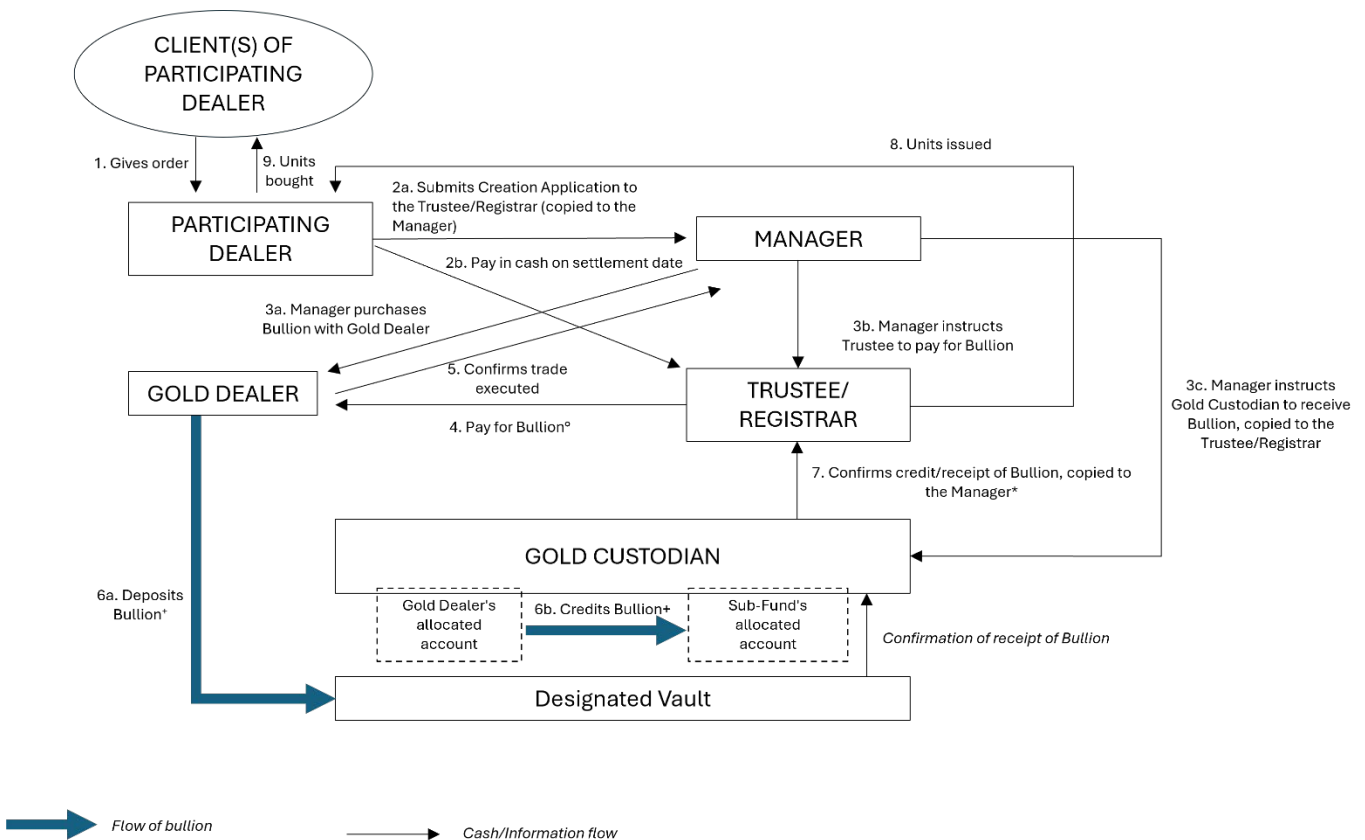 CLIENT(S) OF
PARTICIPATING
DEALER
1. Gives order
9. Units
bought
8. Units issued
2a. Submits Creation Application to
the Trustee/Registrar (copied to the
Manager)
PARTICIPATING
DEALER
MANAGER
2b. Pay in cash on settlement date
3a. Manager purchases
Bullion with Gold Dealer
3b. Manager instructs
Trustee to pay for Bullion
5. Confirms trade
executed
GOLD DEALER
TRUSTEE/
REGISTRAR
3c. Manager instructs
Gold Custodian to receive
Bullion, copied to the
Trustee/Registrar
4. Pay for Bullion°
7. Confirms credit/receipt of Bullion, copied to
the Manager*
GOLD CUSTODIAN
6a. Deposits
Bullion⁺
Gold Dealer's
allocated
account
6b. Credits Bullion+
Sub-Fund's
allocated
account
Confirmation of receipt of Bullion
Designated Vault
Flow of bullion
Cash/Information flow